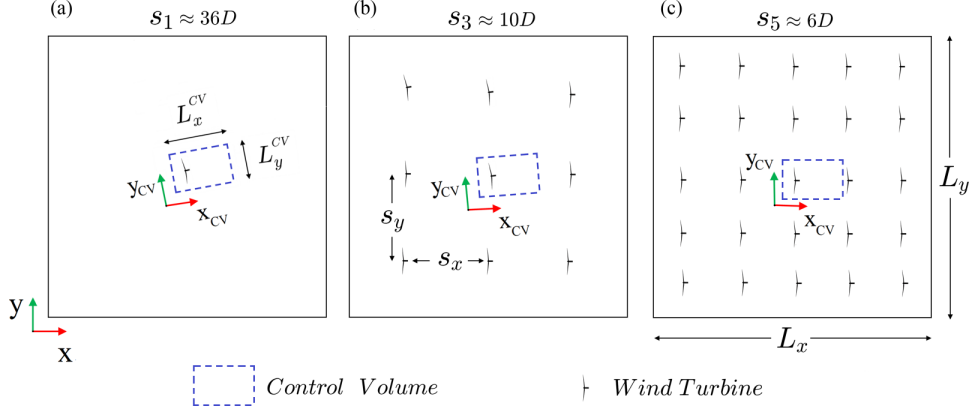 (a) s₁ ≈ 36D
(b) s₃ ≈ 10D
(c) s₅ ≈ 6D
L_x^CV
L_y^CV
y_CV
x_CV
y_CV
x_CV
s_y
s_x
y_CV
x_CV
L_y
L_x
y
x
Control Volume
Wind Turbine